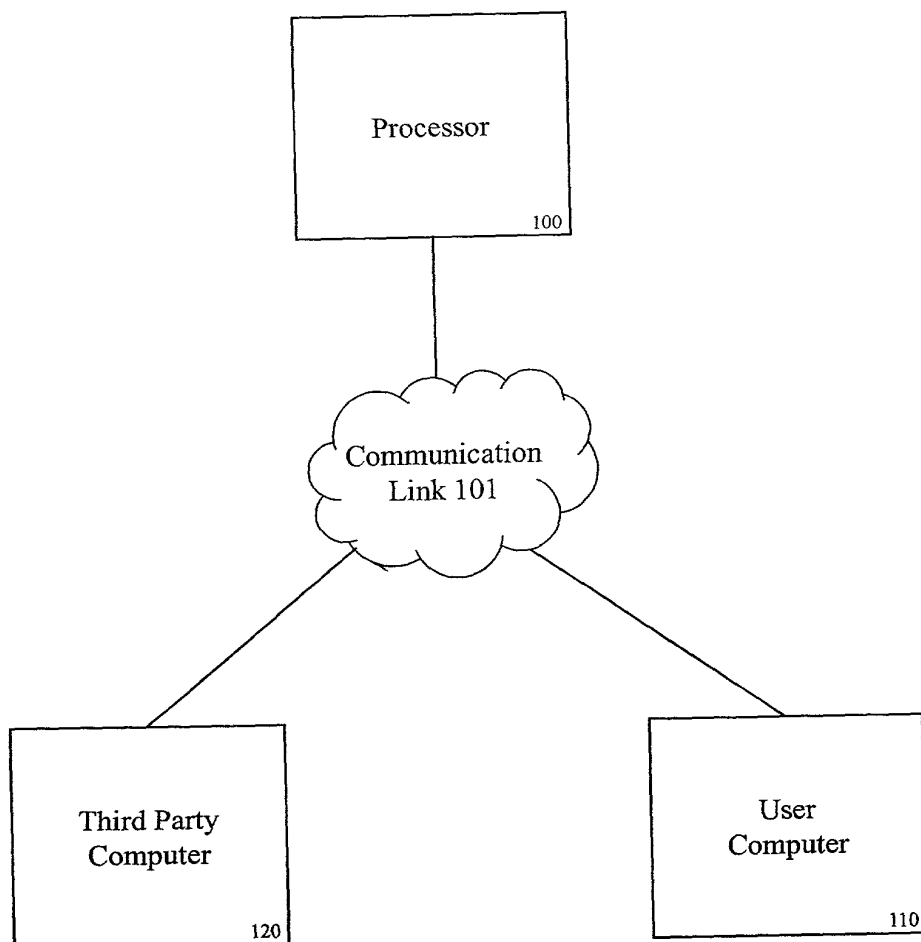 Processor
100
Communication
Link 101
Third Party
Computer
120
User
Computer
110